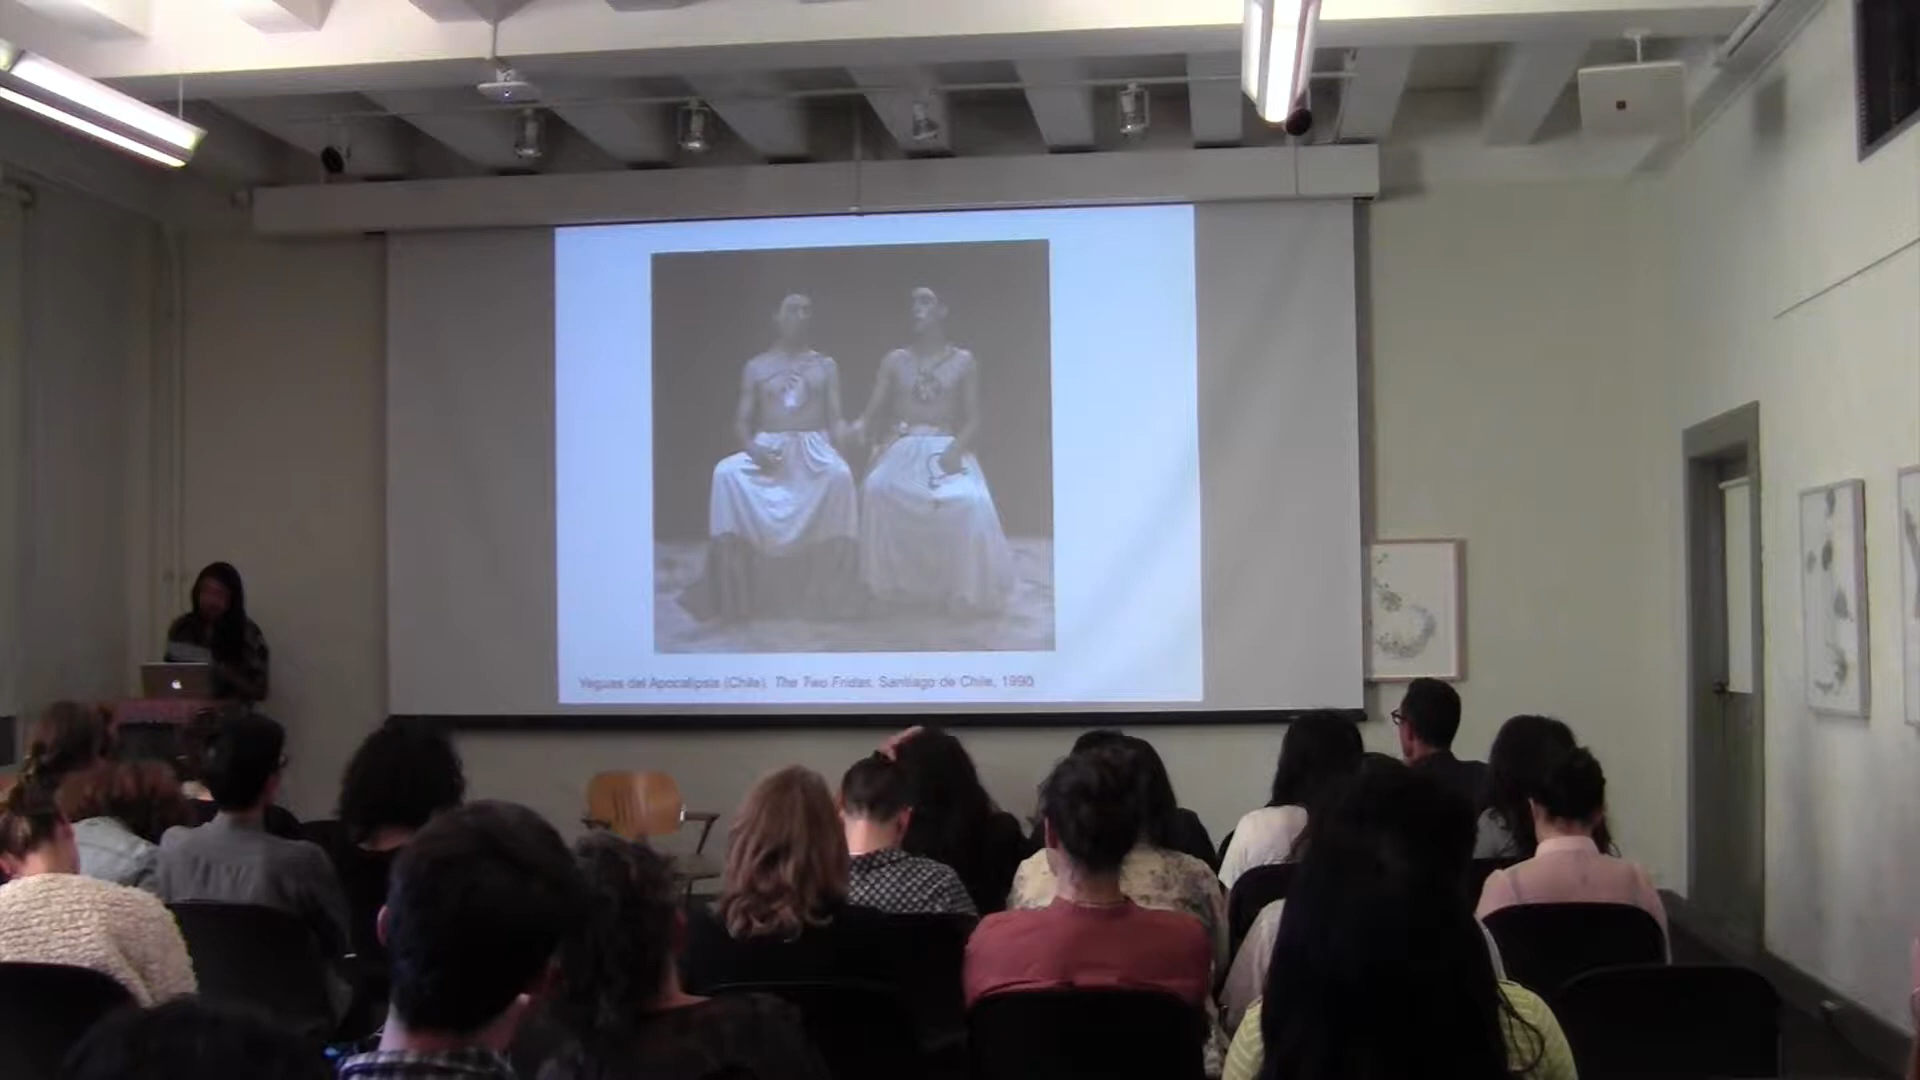 Yeguas del Apocalipsis (Chile), The Two Fridas, Santiago de Chile, 1990